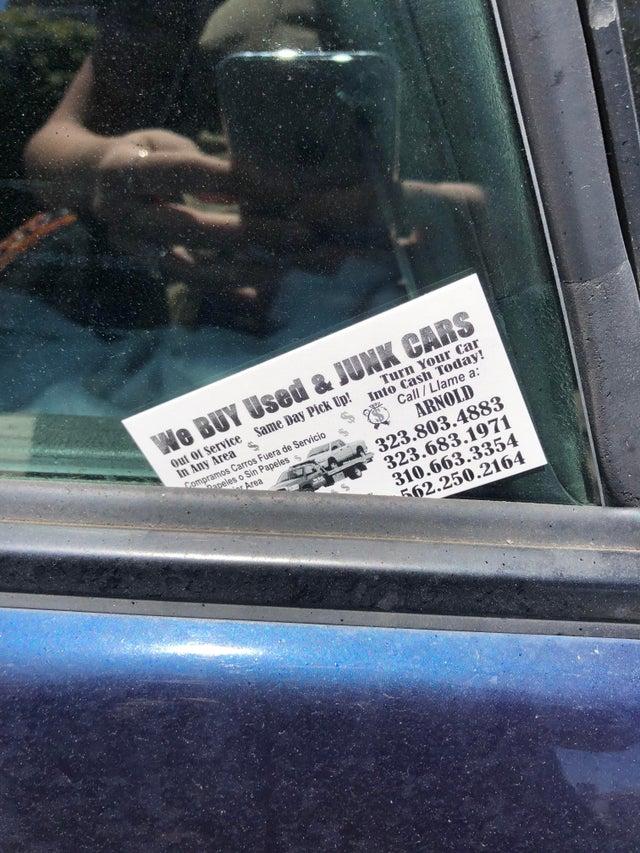 We BUY Used & JUNK CARS
Out Of Service
In Any Area
Same Day Pick Up!
Turn Your Car
Into Cash Today!
Call / Llame a:
ARNOLD
323.803.4883
323.683.1971
310.663.3354
562.250.2164
Compramos Carros Fuera de Servicio
Papeles o Sin Papeles
Area